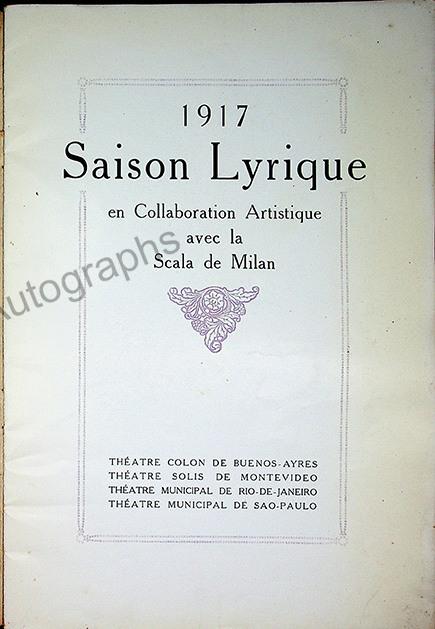 1917
Saison Lyrique
en Collaboration Artistique
avec la
Scala de Milan
Autographs
THÉATRE COLON DE BUENOS-AYRES
THÉATRE SOLIS DE MONTEVIDEO
THÉATRE MUNICIPAL DE RIO-DE-JANEIRO
THÉATRE MUNICIPAL DE SAO-PAULO